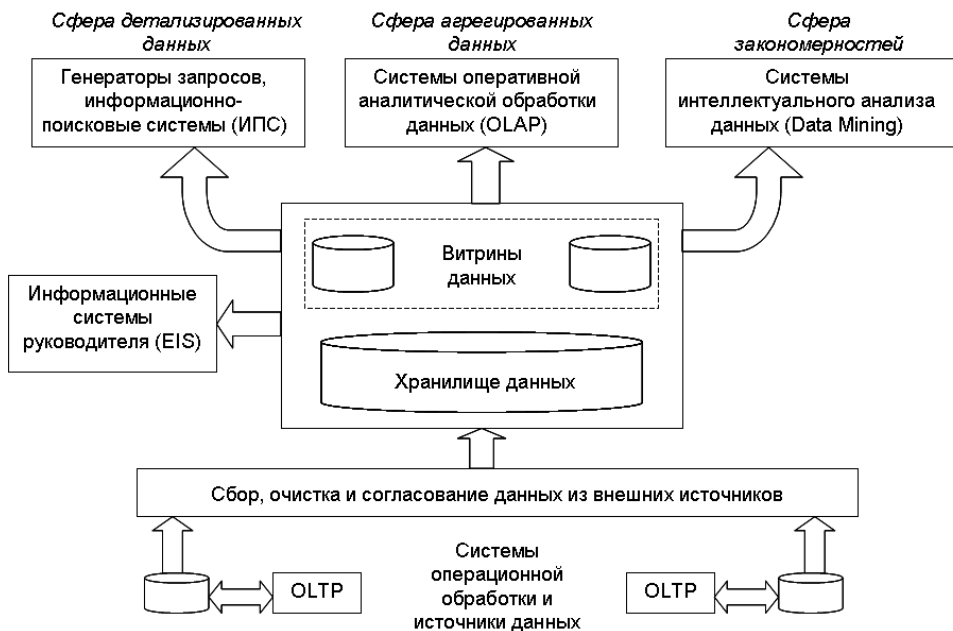 Сфера детализированных
данных
Сфера агрегированных
данных
Сфера
закономерностей
Генераторы запросов,
информационно-
поисковые системы (ИПС)
Системы оперативной
аналитической обработки
данных (OLAP)
Системы
интеллектуального анализа
данных (Data Mining)
Витрины
данных
Информационные
системы
руководителя (EIS)
Хранилище данных
Сбор, очистка и согласование данных из внешних источников
Системы
операционной
обработки и
источники данных
OLTP
OLTP